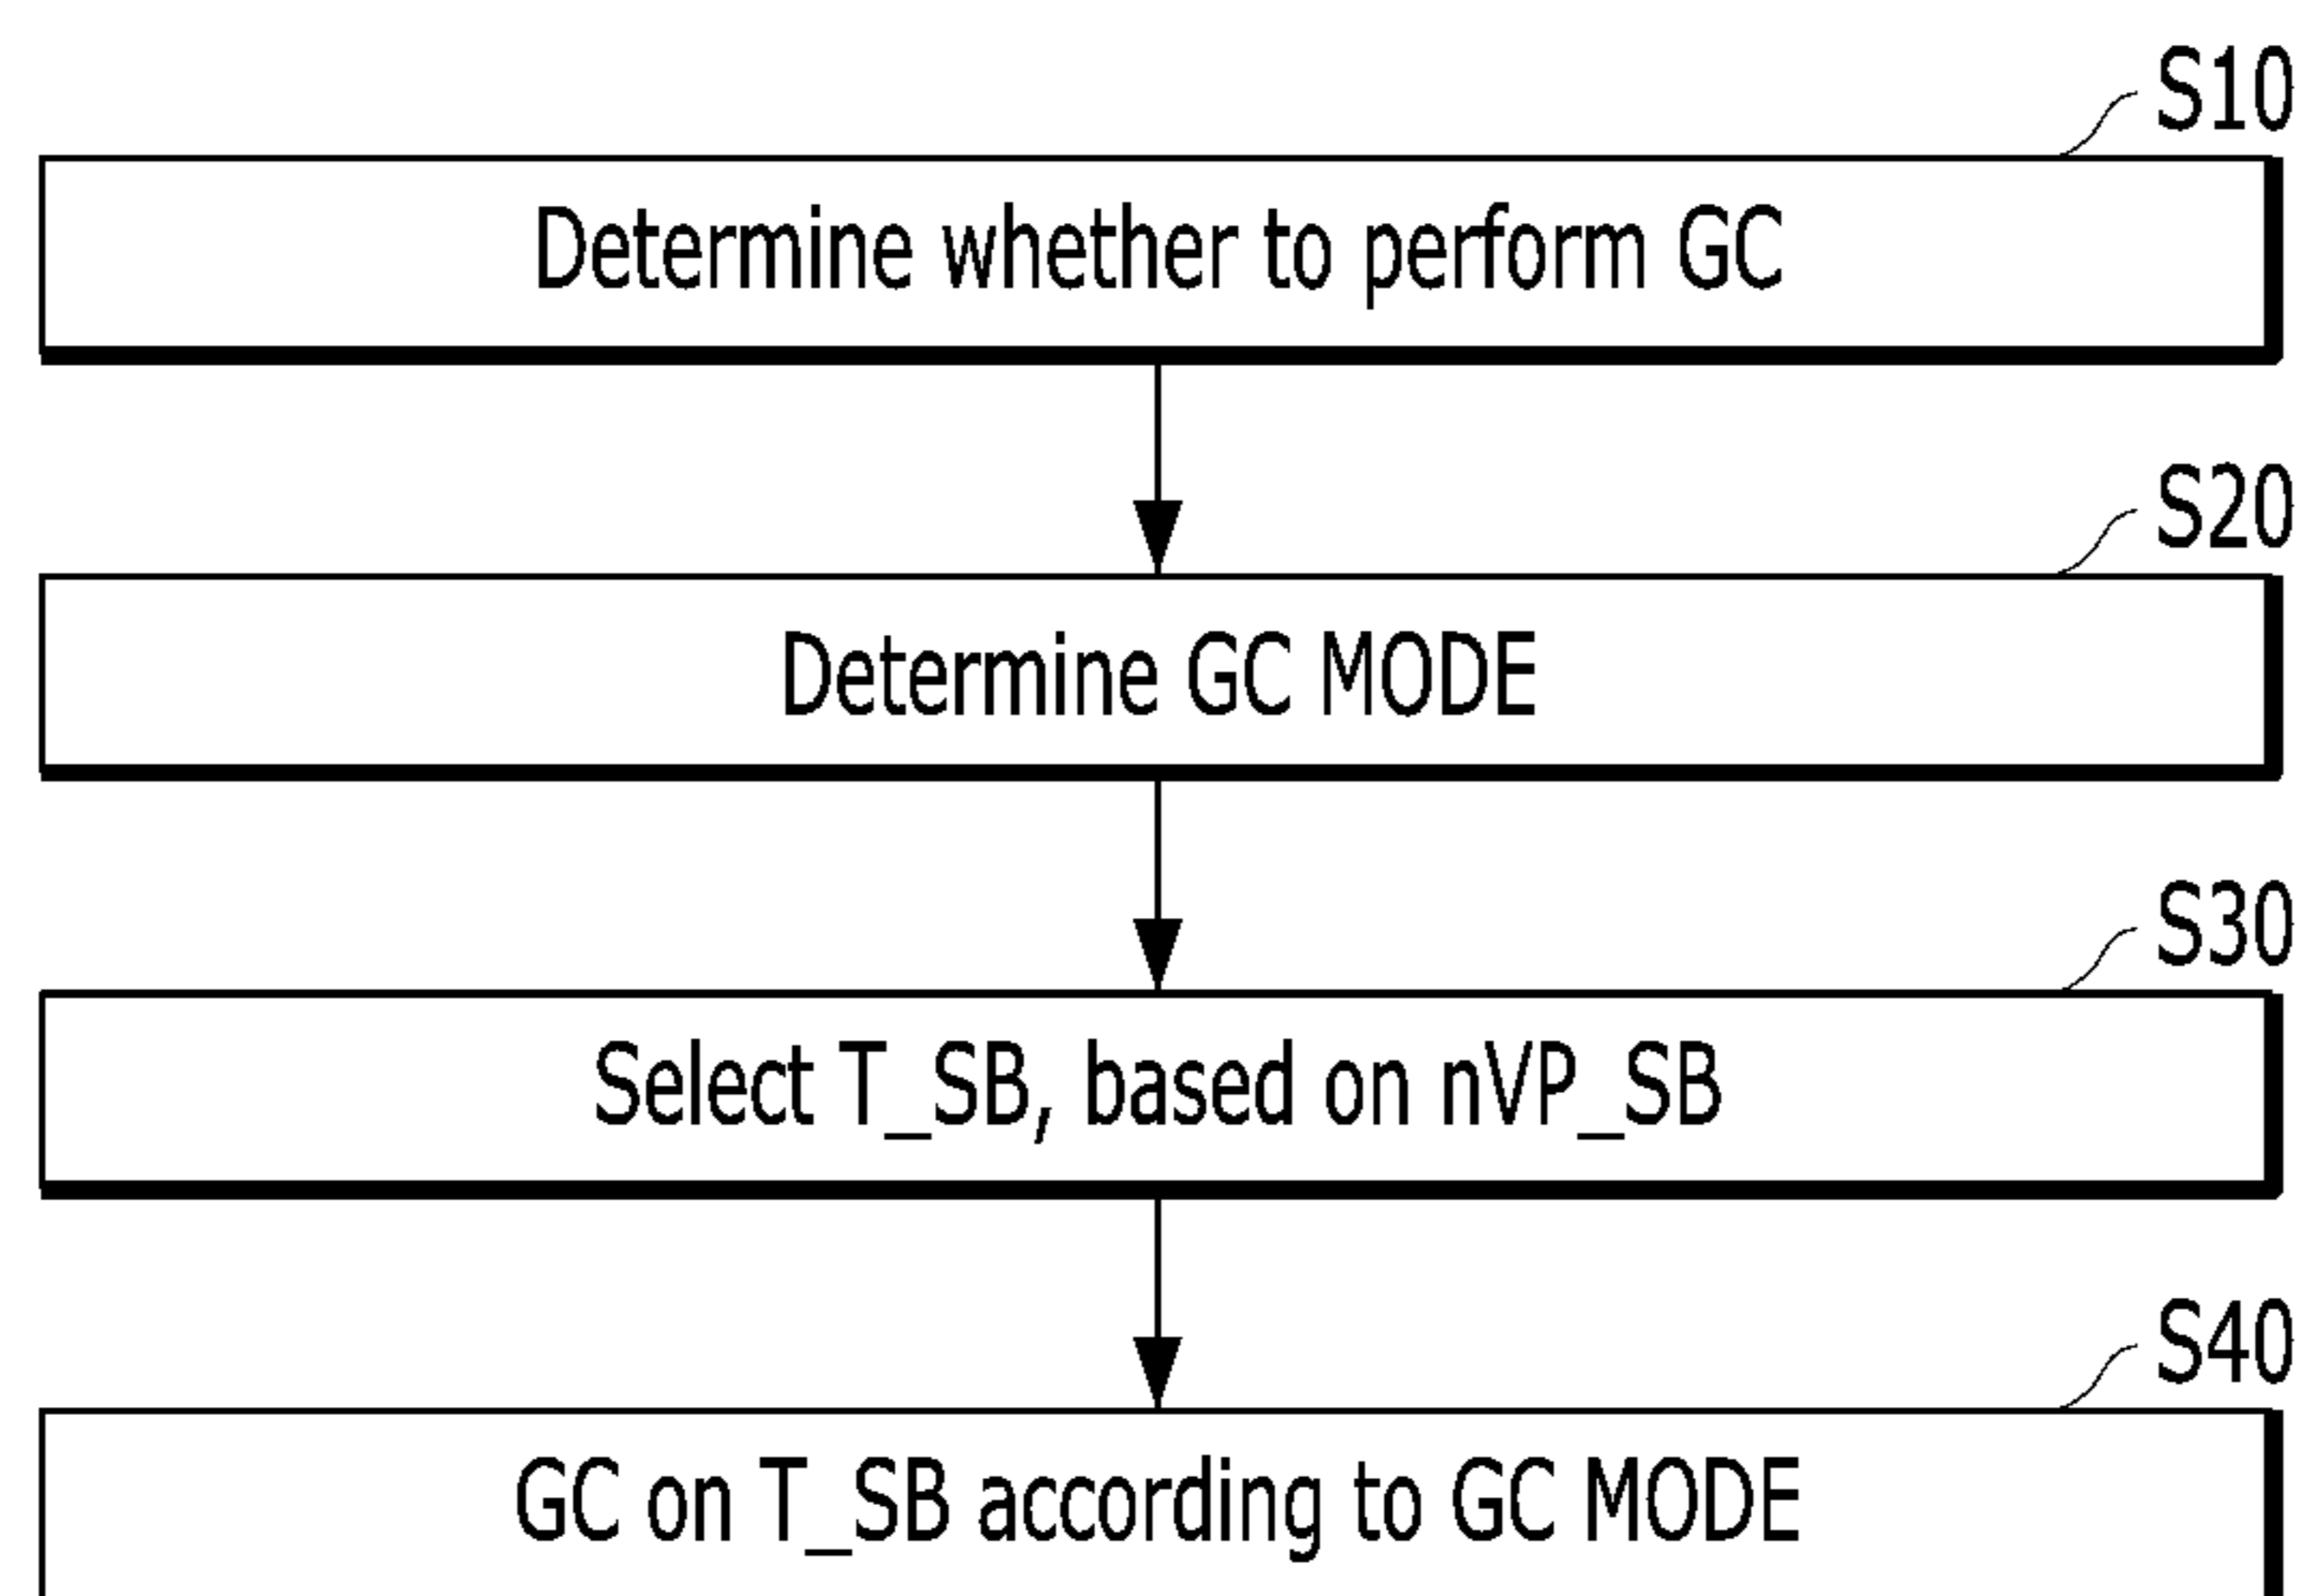 S10
Determine whether to perform GC
S20
Determine GC MODE
S30
Select T_SB, based on nVP_SB
S40
GC on T_SB according to GC MODE